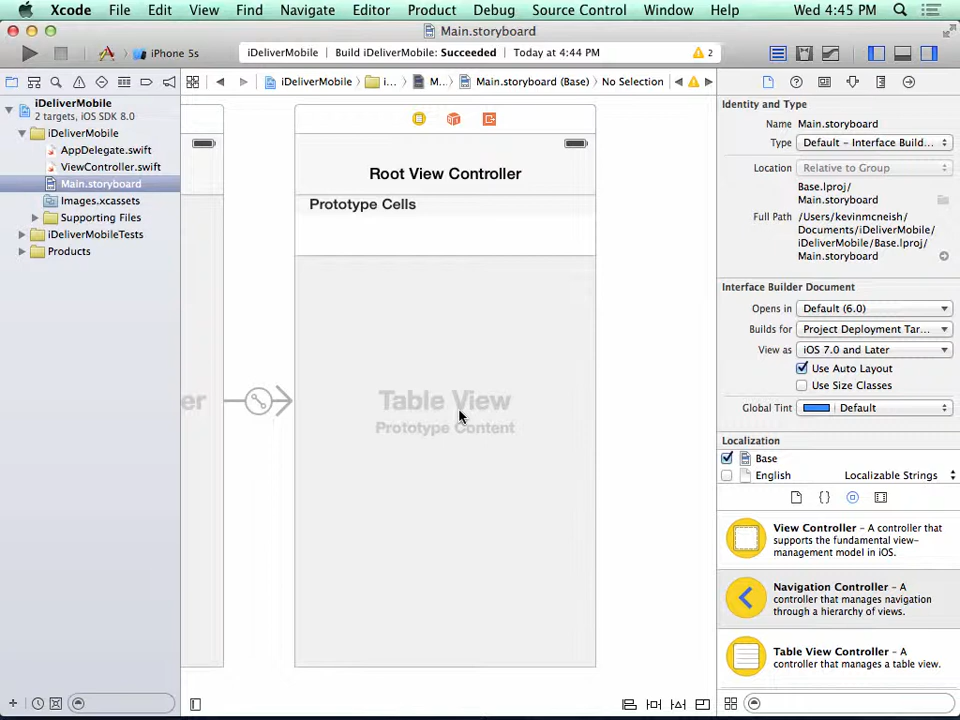 Xcode File Edit View Find Navigate Editor Product Debug Source Control Window Help Wed 4:45 PM
Main.storyboard
iPhone 5s iDeliverMobile Build iDeliverMobile: Succeeded Today at 4:44 PM 2
iDeliverMobile i... M... Main.storyboard (Base) No Selection
iDeliverMobile
2 targets, iOS SDK 8.0
iDeliverMobile
AppDelegate.swift
ViewController.swift
Main.storyboard
Images.xcassets
Supporting Files
iDeliverMobileTests
Products
er
Root View Controller
Prototype Cells
Table View
Prototype Content
Identity and Type
Name Main.storyboard
Type Default - Interface Build...
Location Relative to Group
Base.lproj/
Main.storyboard
Full Path /Users/kevinmcneish/
Documents/iDeliverMobile/
iDeliverMobile/Base.lproj/
Main.storyboard
Interface Builder Document
Opens in Default (6.0)
Builds for Project Deployment Tar...
View as iOS 7.0 and Later
Use Auto Layout
Use Size Classes
Global Tint Default
Localization
Base
English Localizable Strings
{}
View Controller - A controller that
supports the fundamental view-
management model in iOS.
Navigation Controller - A
controller that manages navigation
through a hierarchy of views.
Table View Controller - A
controller that manages a table view.